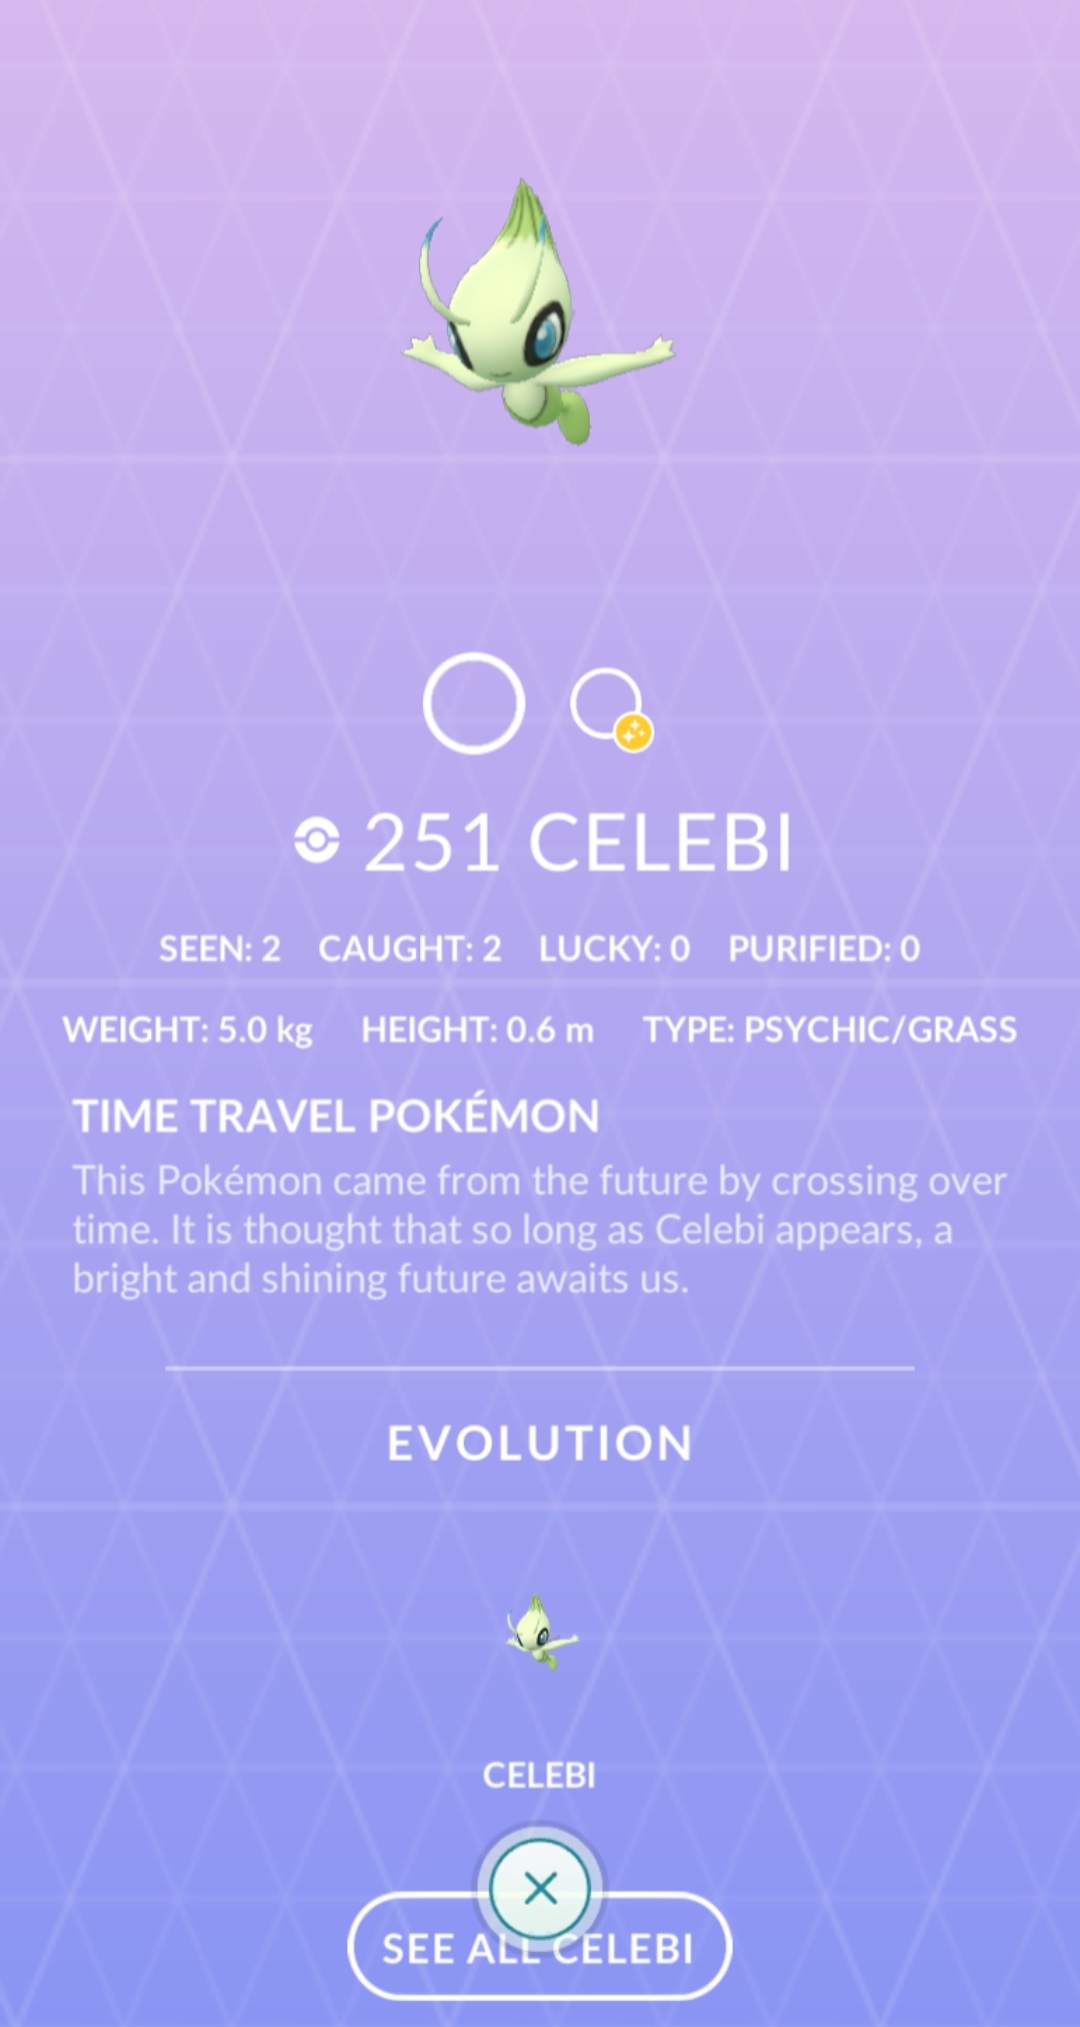 251 CELEBI
SEEN: 2 CAUGHT: 2 LUCKY: 0 PURIFIED: 0
WEIGHT: 5.0 kg HEIGHT: 0.6 m TYPE: PSYCHIC/GRASS
TIME TRAVEL POKÉMON
This Pokémon came from the future by crossing over
time. It is thought that so long as Celebi appears, a
bright and shining future awaits us.
EVOLUTION
CELEBI
SEE ALL CELEBI